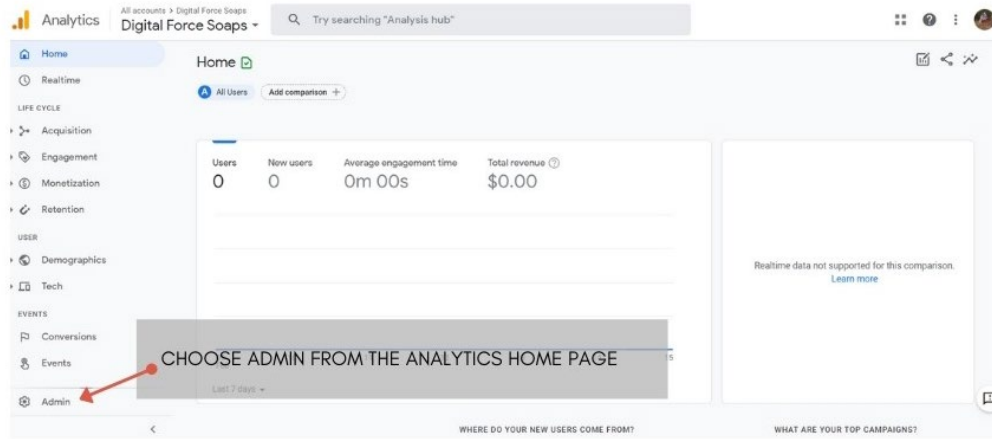 Analytics
All accounts > Digital Force Soaps
Digital Force Soaps
Try searching "Analysis hub"
Home
Realtime
LIFE CYCLE
Acquisition
Engagement
Monetization
Retention
USER
Demographics
Tech
EVENTS
Conversions
Events
Admin
Home
A All Users Add comparison +
Users New users Average engagement time Total revenue
0 0 0m 00s $0.00
15
Last 7 days
Realtime data not supported for this comparison.
Learn more
CHOOSE ADMIN FROM THE ANALYTICS HOME PAGE
WHERE DO YOUR NEW USERS COME FROM?
WHAT ARE YOUR TOP CAMPAIGNS?